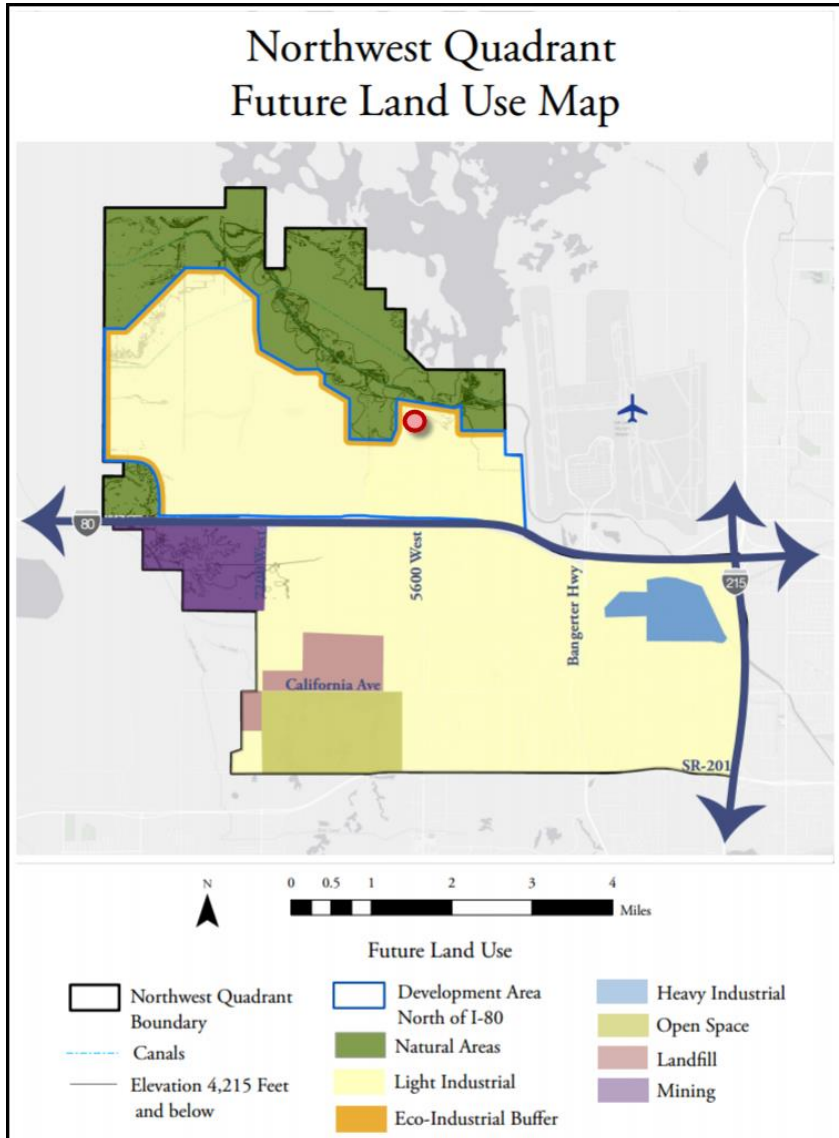 Northwest Quadrant
Future Land Use Map
80
7200 West
5600 West
Bangerter Hwy
215
California Ave
SR-201
N
0 0.5 1 2 3 4
Miles
Future Land Use
Northwest Quadrant
Boundary
Canals
Elevation 4,215 Feet
and below
Development Area
North of I-80
Natural Areas
Light Industrial
Eco-Industrial Buffer
Heavy Industrial
Open Space
Landfill
Mining